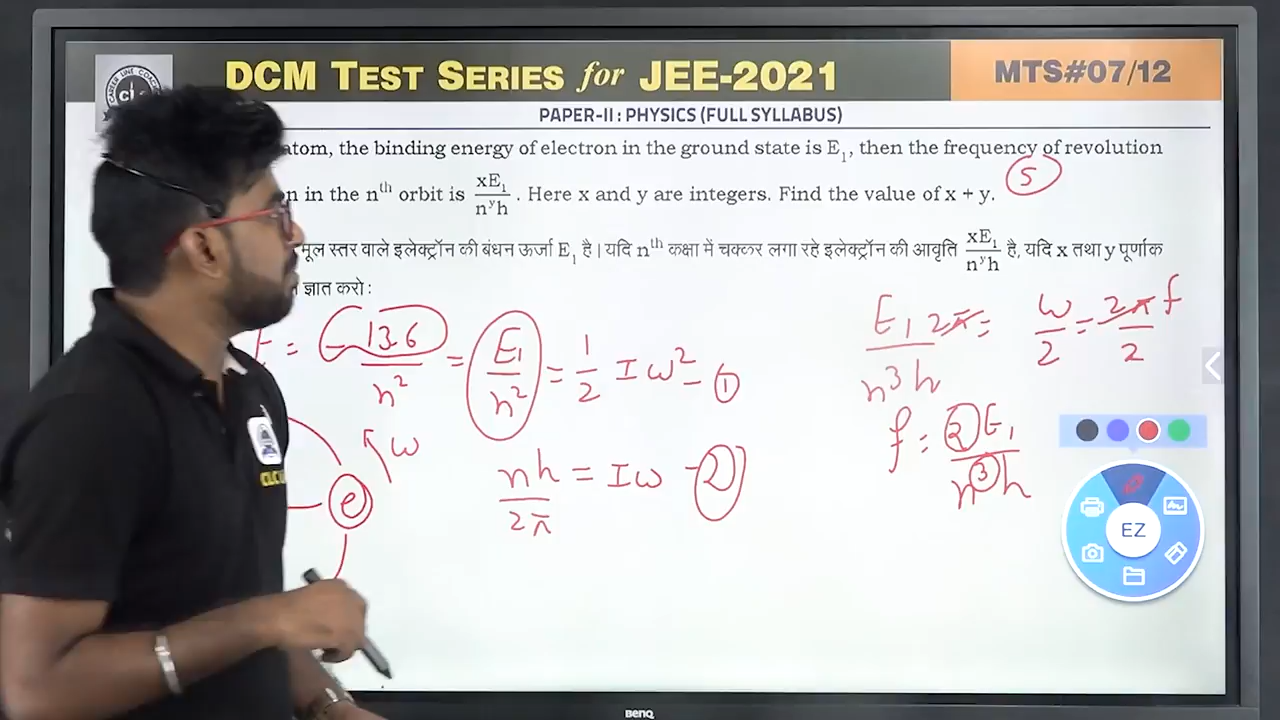 DCM TEST SERIES for JEE-2021
MTS#07/12
PAPER-II : PHYSICS (FULL SYLLABUS)
atom, the binding energy of electron in the ground state is E₁, then the frequency of revolution
n in the nᵗʰ orbit is xE₁/nʸh . Here x and y are integers. Find the value of x + y.
5
मूल स्तर वाले इलेक्ट्रॉन की बंधन ऊर्जा E₁ है। यदि nᵗʰ कक्षा में चक्कर लगा रहे इलेक्ट्रॉन की आवृति xE₁/nʸh है, यदि x तथा y पूर्णाक
ज्ञात करो :
= -13.6/n² = E₁/n² = 1/2 Iω² - ①
E₁2π/n³h = ω/2 = 2πf/2
ω
nh/2π = Iω - ②
f = 2E₁/n³h
e
EZ
CLC
BenQ